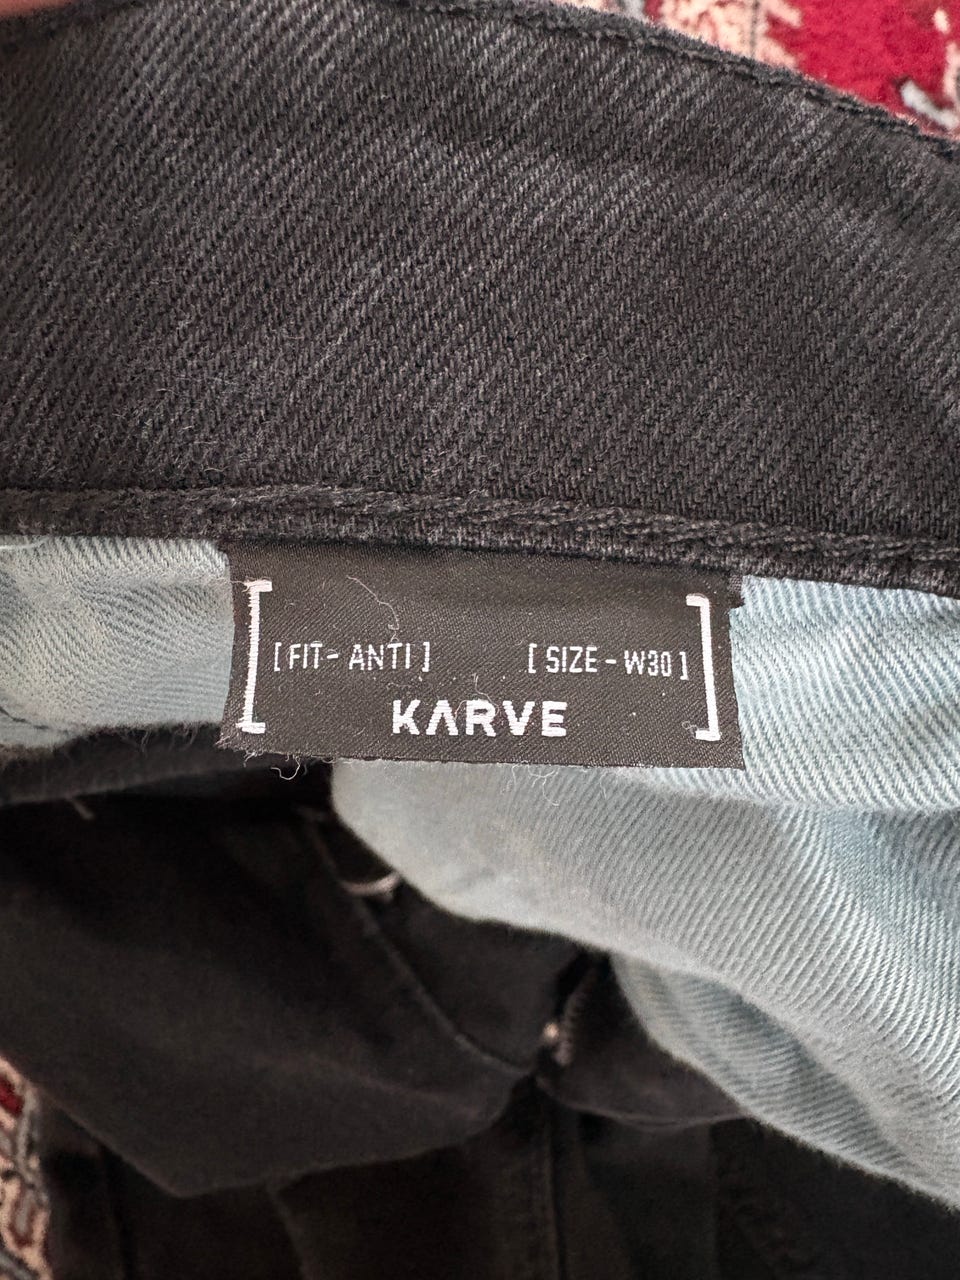 [ FIT- ANTI ] [ SIZE - W30 ]
KARVE